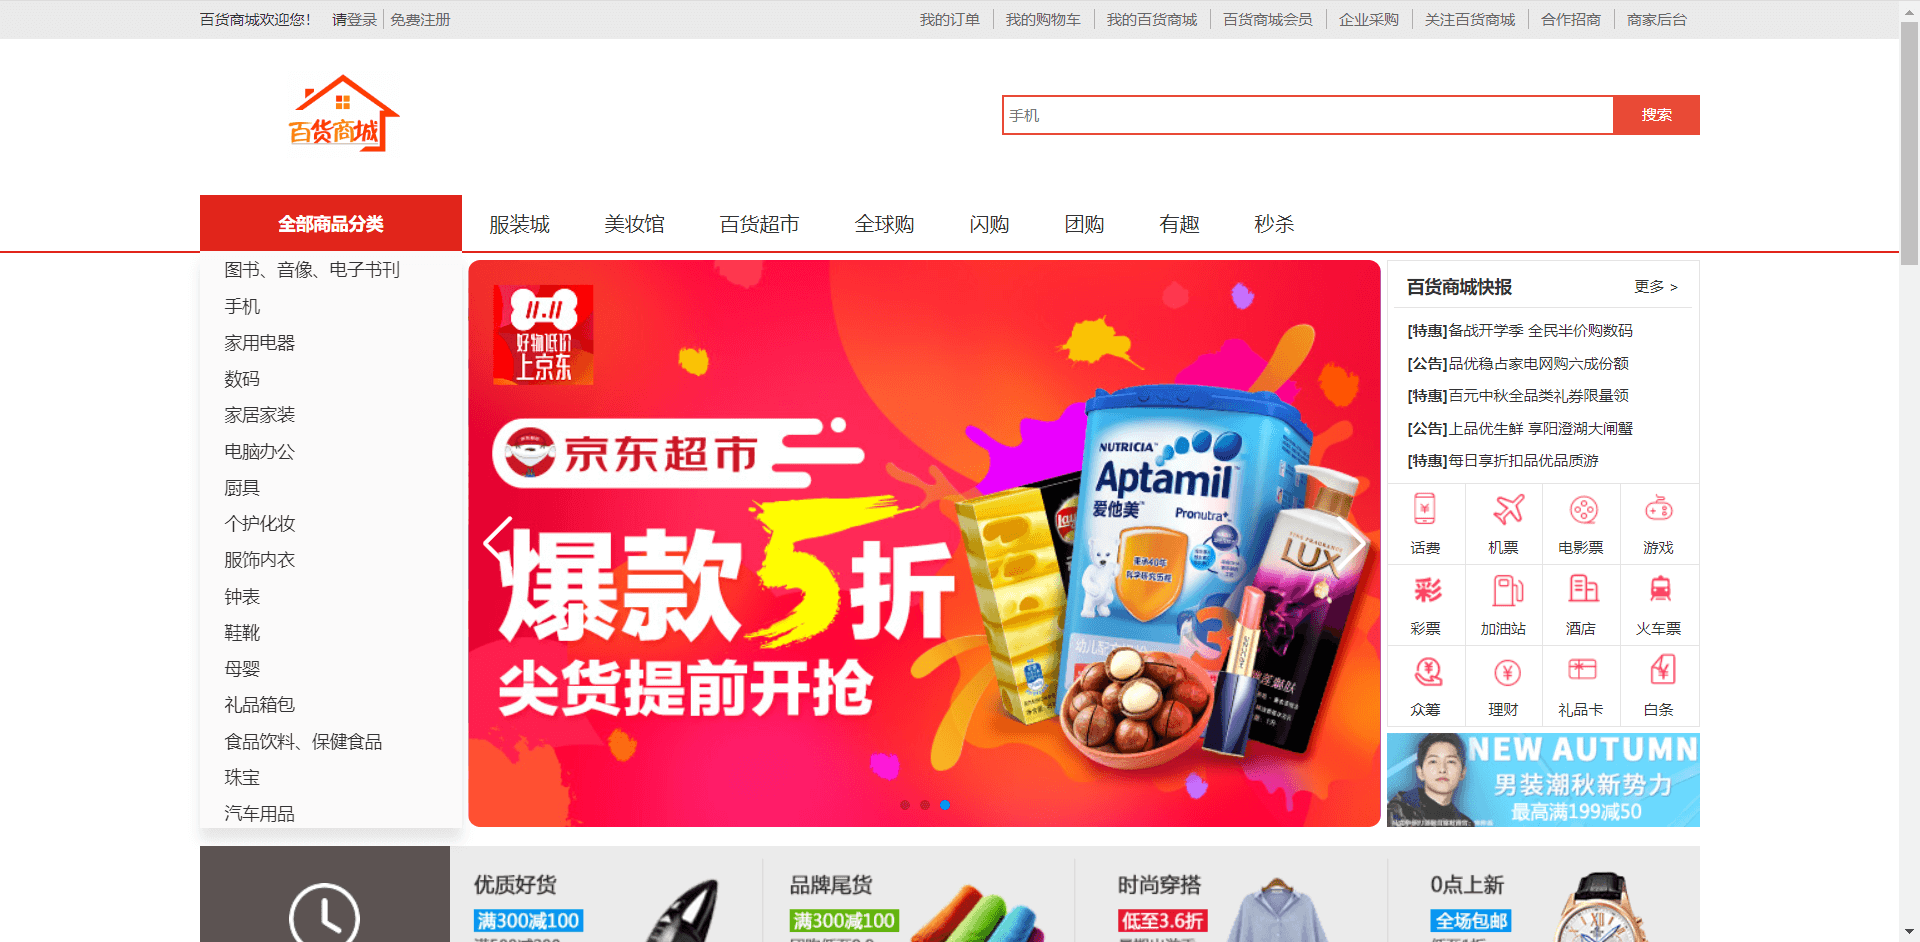 百货商城欢迎您! 请登录 免费注册
我的订单 我的购物车 我的百货商城 百货商城会员 企业采购 关注百货商城 合作招商 商家后台
百货商城
手机 搜索
全部商品分类 服装城 美妆馆 百货超市 全球购 闪购 团购 有趣 秒杀
图书、音像、电子书刊
手机
家用电器
数码
家居家装
电脑办公
厨具
个护化妆
服饰内衣
钟表
鞋靴
母婴
礼品箱包
食品饮料、保健食品
珠宝
汽车用品
11.11
好物低价
上京东
京东超市
爆款5折
尖货提前开抢
NUTRICIA
Aptamil
爱他美
Pronutra+
3
FINE FRAGRANCE
LUX
百货商城快报 更多 >
[特惠]备战开学季 全民半价购数码
[公告]品优稳占家电网购六成份额
[特惠]百元中秋全品类礼券限量领
[公告]上品优生鲜 享阳澄湖大闸蟹
[特惠]每日享折扣品优品质游
话费 机票 电影票 游戏
彩
彩票 加油站 酒店 火车票
众筹 理财 礼品卡 白条
NEW AUTUMN
男装潮秋新势力
最高满199减50
优质好货
满300减100
品牌尾货
满300减100
时尚穿搭
低至3.6折
0点上新
全场包邮